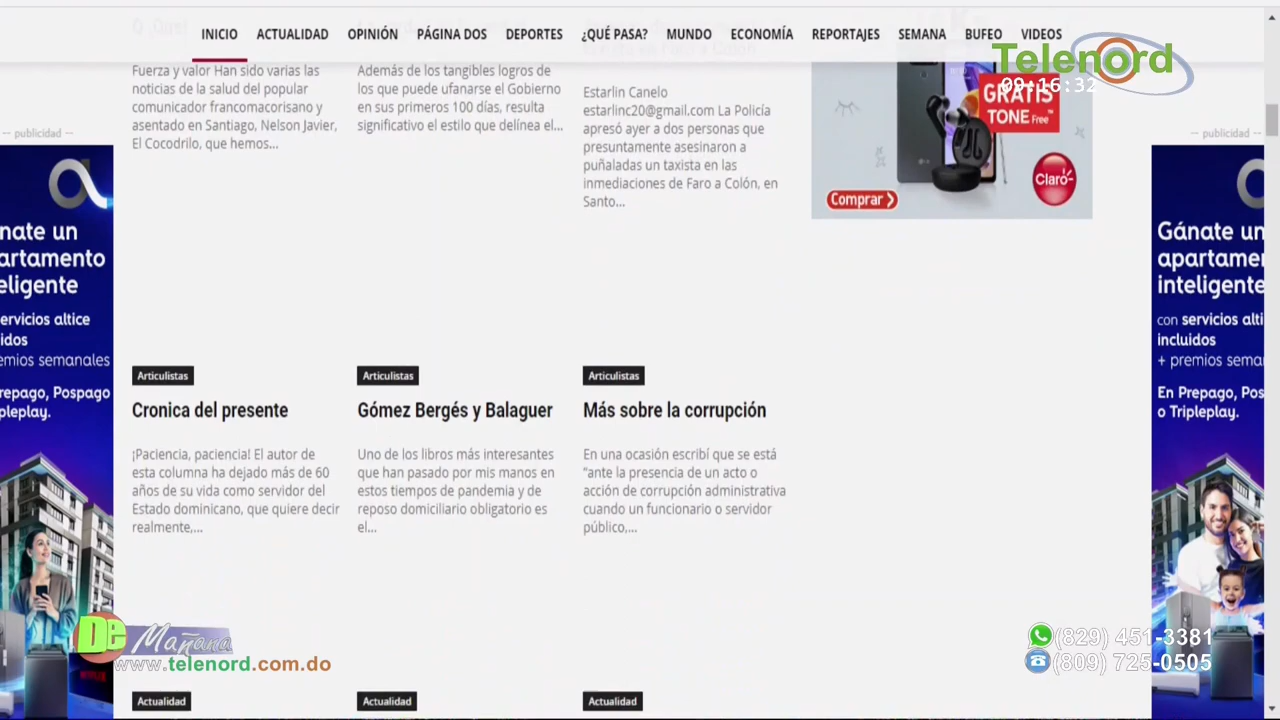 INICIO ACTUALIDAD OPINIÓN PÁGINA DOS DEPORTES ¿QUÉ PASA? MUNDO ECONOMÍA REPORTAJES SEMANA BUFEO VIDEOS
Telenord
09:16:32
Fuerza y valor Han sido varias las
noticias de la salud del popular
comunicador francomacorisano y
asentado en Santiago, Nelson Javier,
El Cocodrilo, que hemos...
Además de los tangibles logros de
los que puede ufanarse el Gobierno
en sus primeros 100 días, resulta
significativo el estilo que delínea el...
Estarlin Canelo
estarlinc20@gmail.com La Policía
apresó ayer a dos personas que
presuntamente asesinaron a
puñaladas un taxista en las
inmediaciones de Faro a Colón, en
Santo...
GRATIS
TONE Free™
Claro
Comprar
-- publicidad --
nate un
artamento
eligente
ervicios altice
idos
emios semanales
repago, Pospago
pleplay.
-- publicidad --
Gánate un
apartamen
inteligente
con servicios alti
incluidos
+ premios sema
En Prepago, Pos
o Tripleplay.
Articulistas
Cronica del presente
¡Paciencia, paciencia! El autor de
esta columna ha dejado más de 60
años de su vida como servidor del
Estado dominicano, que quiere decir
realmente,...
Articulistas
Gómez Bergés y Balaguer
Uno de los libros más interesantes
que han pasado por mis manos en
estos tiempos de pandemia y de
reposo domiciliario obligatorio es
el...
Articulistas
Más sobre la corrupción
En una ocasión escribí que se está
“ante la presencia de un acto o
acción de corrupción administrativa
cuando un funcionario o servidor
público,...
De Mañana
www.telenord.com.do
(829) 451-3381
(809) 725-0505
Actualidad Actualidad Actualidad